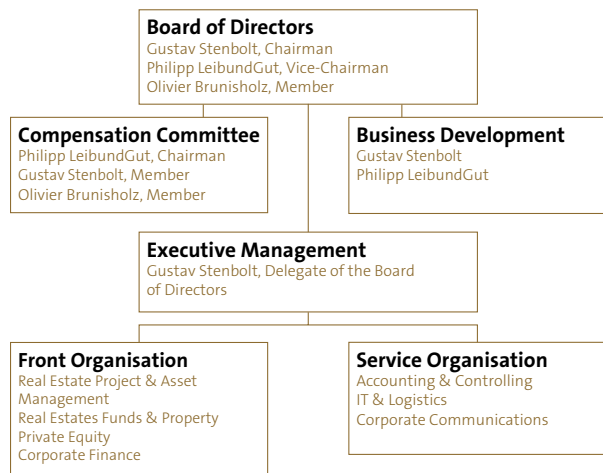 Board of Directors
Gustav Stenbolt, Chairman
Philipp LeibundGut, Vice-Chairman
Olivier Brunisholz, Member
Compensation Committee
Philipp LeibundGut, Chairman
Gustav Stenbolt, Member
Olivier Brunisholz, Member
Business Development
Gustav Stenbolt
Philipp LeibundGut
Executive Management
Gustav Stenbolt, Delegate of the Board
of Directors
Front Organisation
Real Estate Project & Asset
Management
Real Estates Funds & Property
Private Equity
Corporate Finance
Service Organisation
Accounting & Controlling
IT & Logistics
Corporate Communications